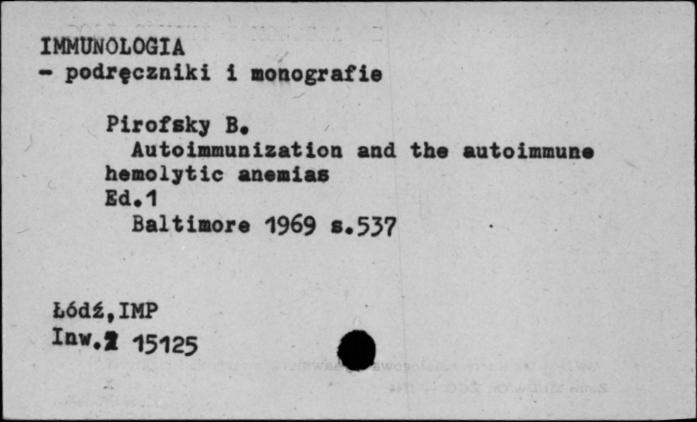 IMMUNOLOGIA
- podręczniki i monografie
Pirofsky B.
Autoimmunization and the autoimmune
hemolytic anemias
Ed.1
Baltimore 1969 s.537
Łódź,IMP
Inw. 15125